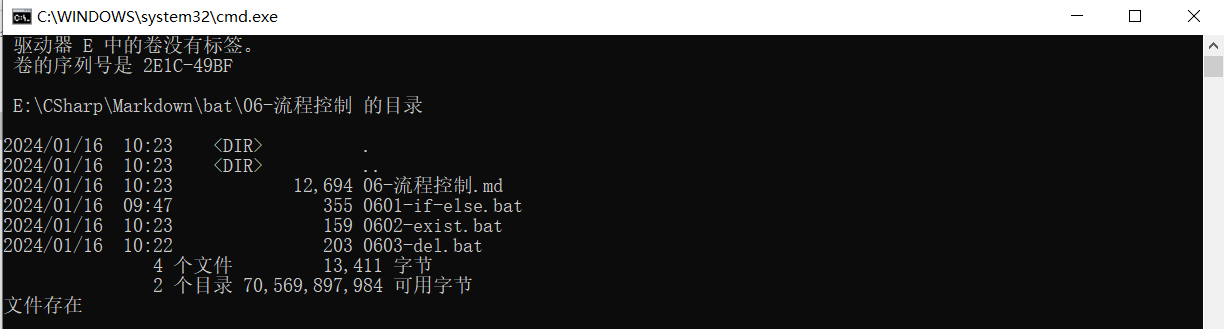 C:\WINDOWS\system32\cmd.exe
驱动器 E 中的卷没有标签。
卷的序列号是 2E1C-49BF
E:\CSharp\Markdown\bat\06-流程控制 的目录
2024/01/16  10:23    <DIR>          .
2024/01/16  10:23    <DIR>          ..
2024/01/16  10:23            12,694 06-流程控制.md
2024/01/16  09:47               355 0601-if-else.bat
2024/01/16  10:23               159 0602-exist.bat
2024/01/16  10:22               203 0603-del.bat
4 个文件         13,411 字节
2 个目录 70,569,897,984 可用字节
文件存在